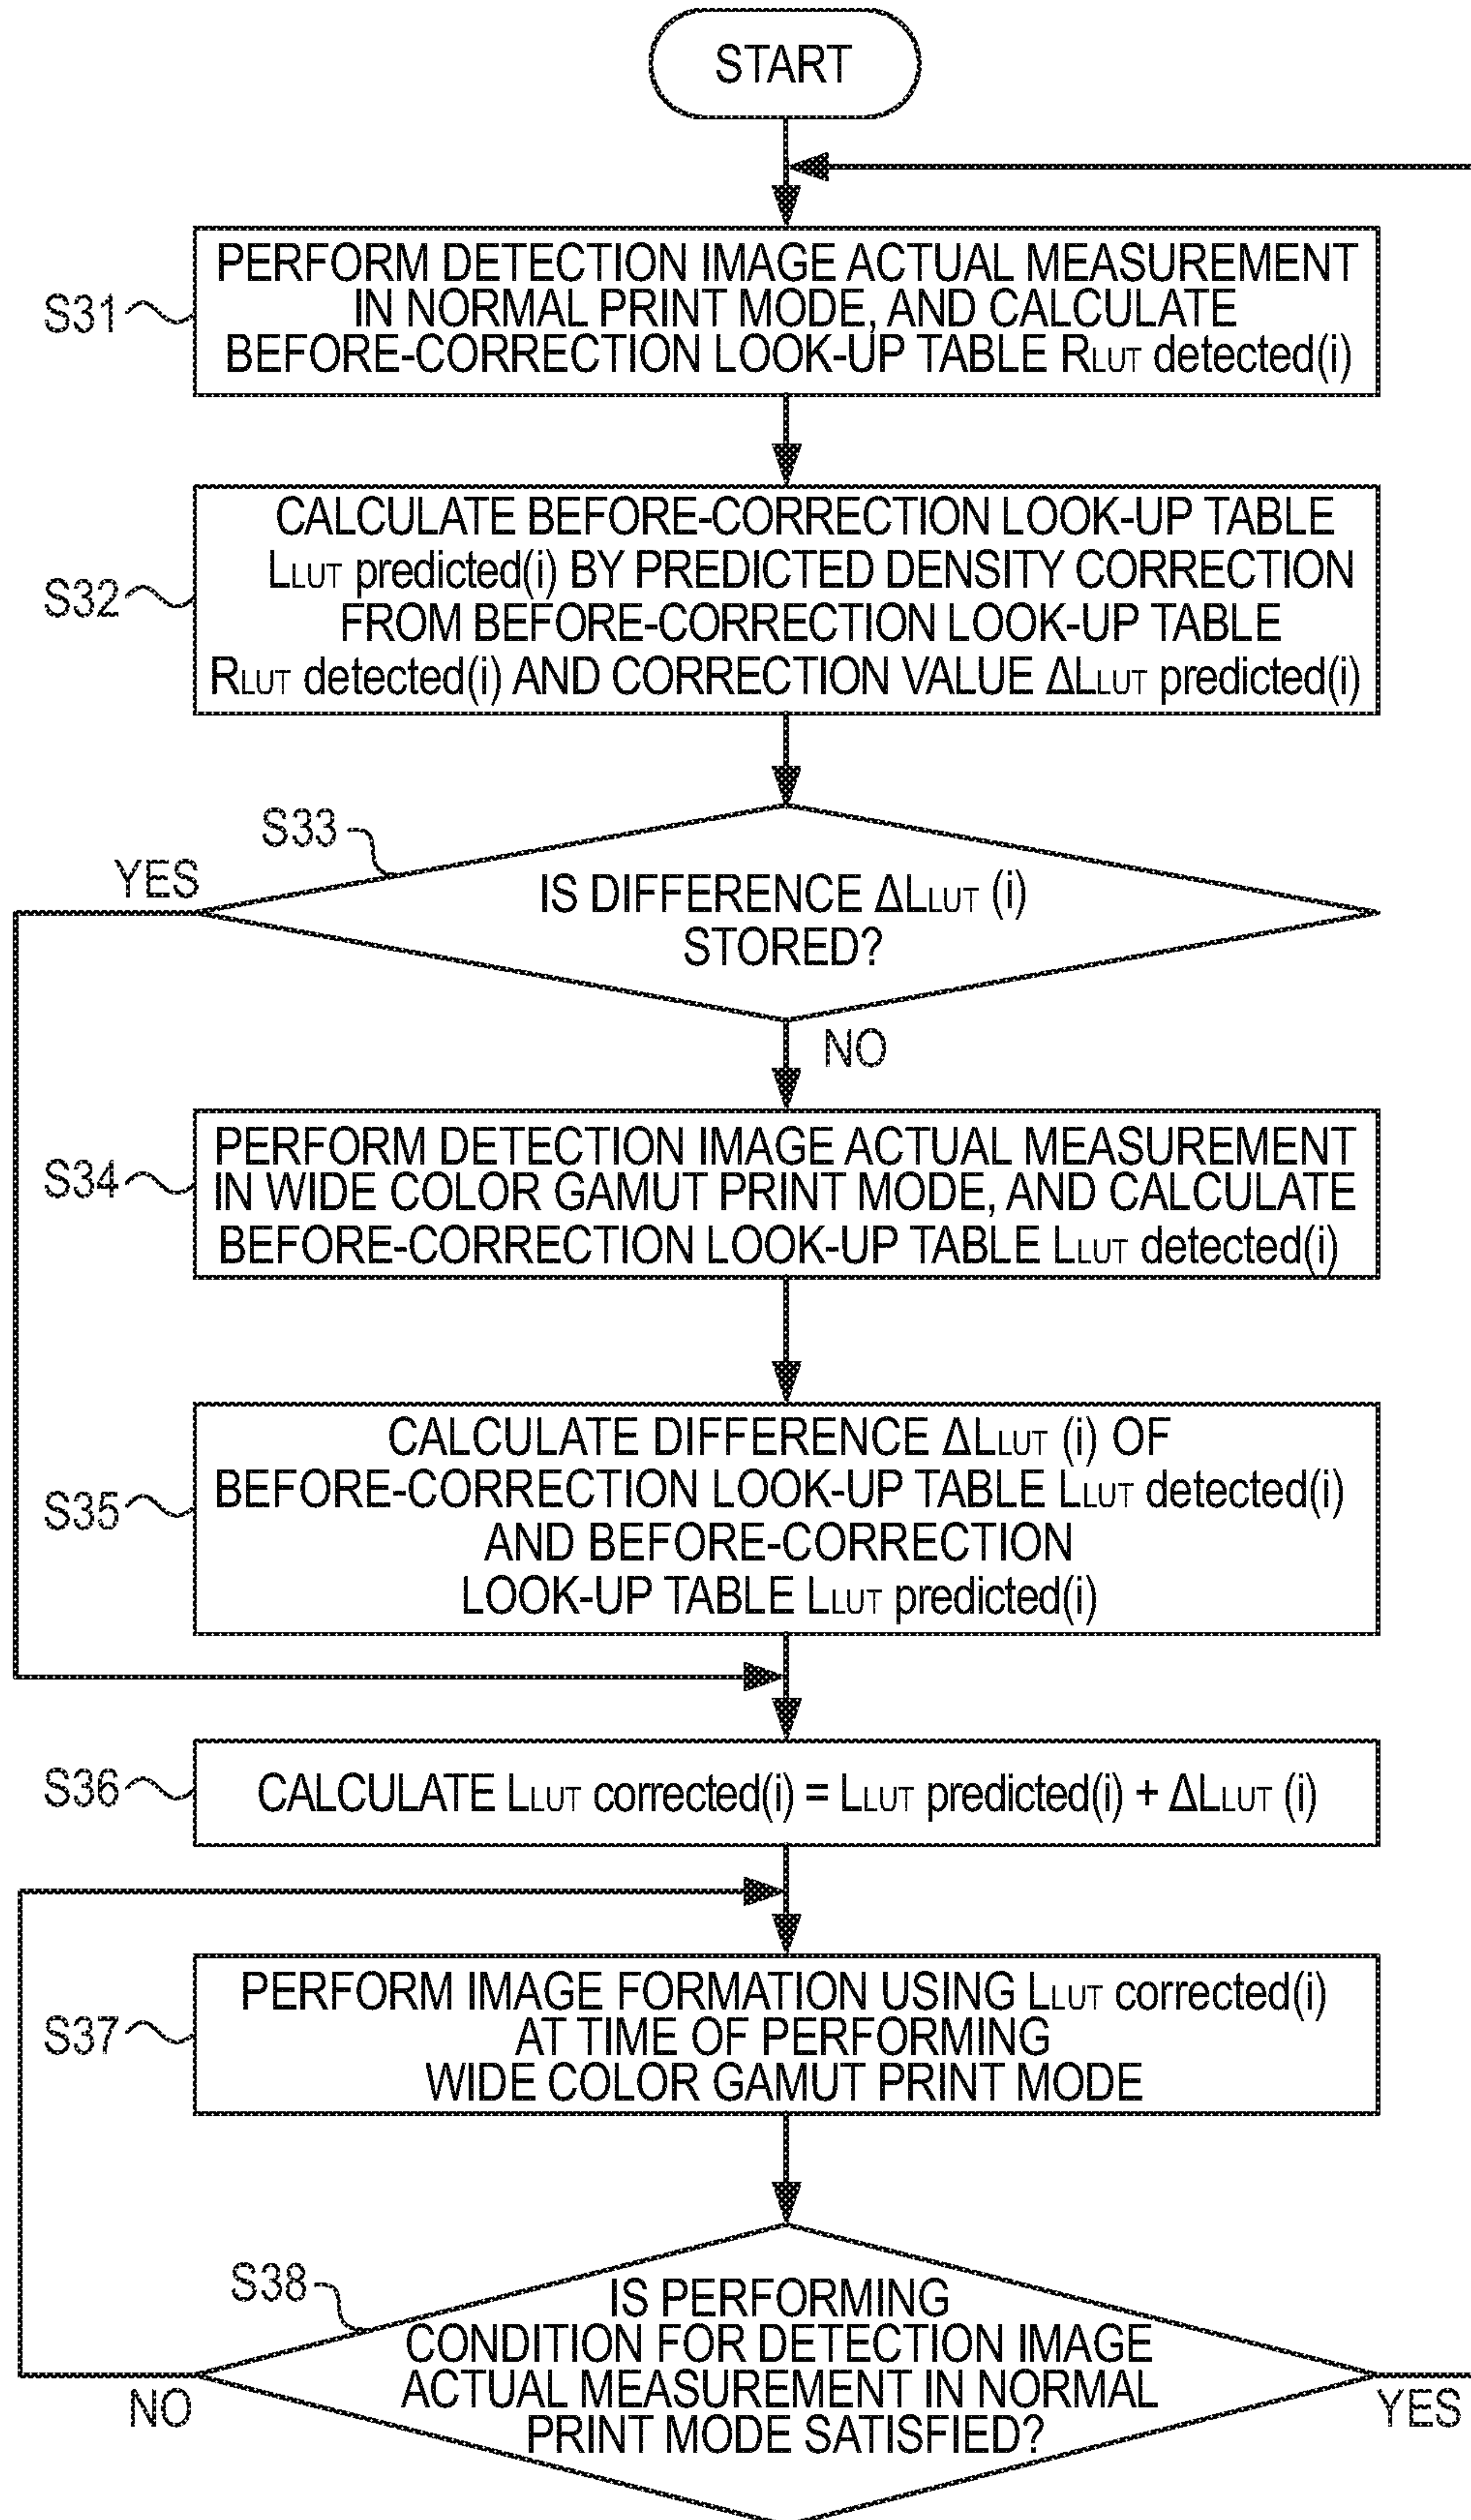 START
S31
PERFORM DETECTION IMAGE ACTUAL MEASUREMENT
IN NORMAL PRINT MODE, AND CALCULATE
BEFORE-CORRECTION LOOK-UP TABLE RLUT detected(i)
S32
CALCULATE BEFORE-CORRECTION LOOK-UP TABLE
LLUT predicted(i) BY PREDICTED DENSITY CORRECTION
FROM BEFORE-CORRECTION LOOK-UP TABLE
RLUT detected(i) AND CORRECTION VALUE ΔLLUT predicted(i)
S33
YES
IS DIFFERENCE ΔLLUT (i)
STORED?
NO
S34
PERFORM DETECTION IMAGE ACTUAL MEASUREMENT
IN WIDE COLOR GAMUT PRINT MODE, AND CALCULATE
BEFORE-CORRECTION LOOK-UP TABLE LLUT detected(i)
S35
CALCULATE DIFFERENCE ΔLLUT (i) OF
BEFORE-CORRECTION LOOK-UP TABLE LLUT detected(i)
AND BEFORE-CORRECTION
LOOK-UP TABLE LLUT predicted(i)
S36
CALCULATE LLUT corrected(i) = LLUT predicted(i) + ΔLLUT (i)
S37
PERFORM IMAGE FORMATION USING LLUT corrected(i)
AT TIME OF PERFORMING
WIDE COLOR GAMUT PRINT MODE
S38
IS PERFORMING
CONDITION FOR DETECTION IMAGE
ACTUAL MEASUREMENT IN NORMAL
PRINT MODE SATISFIED?
NO
YES